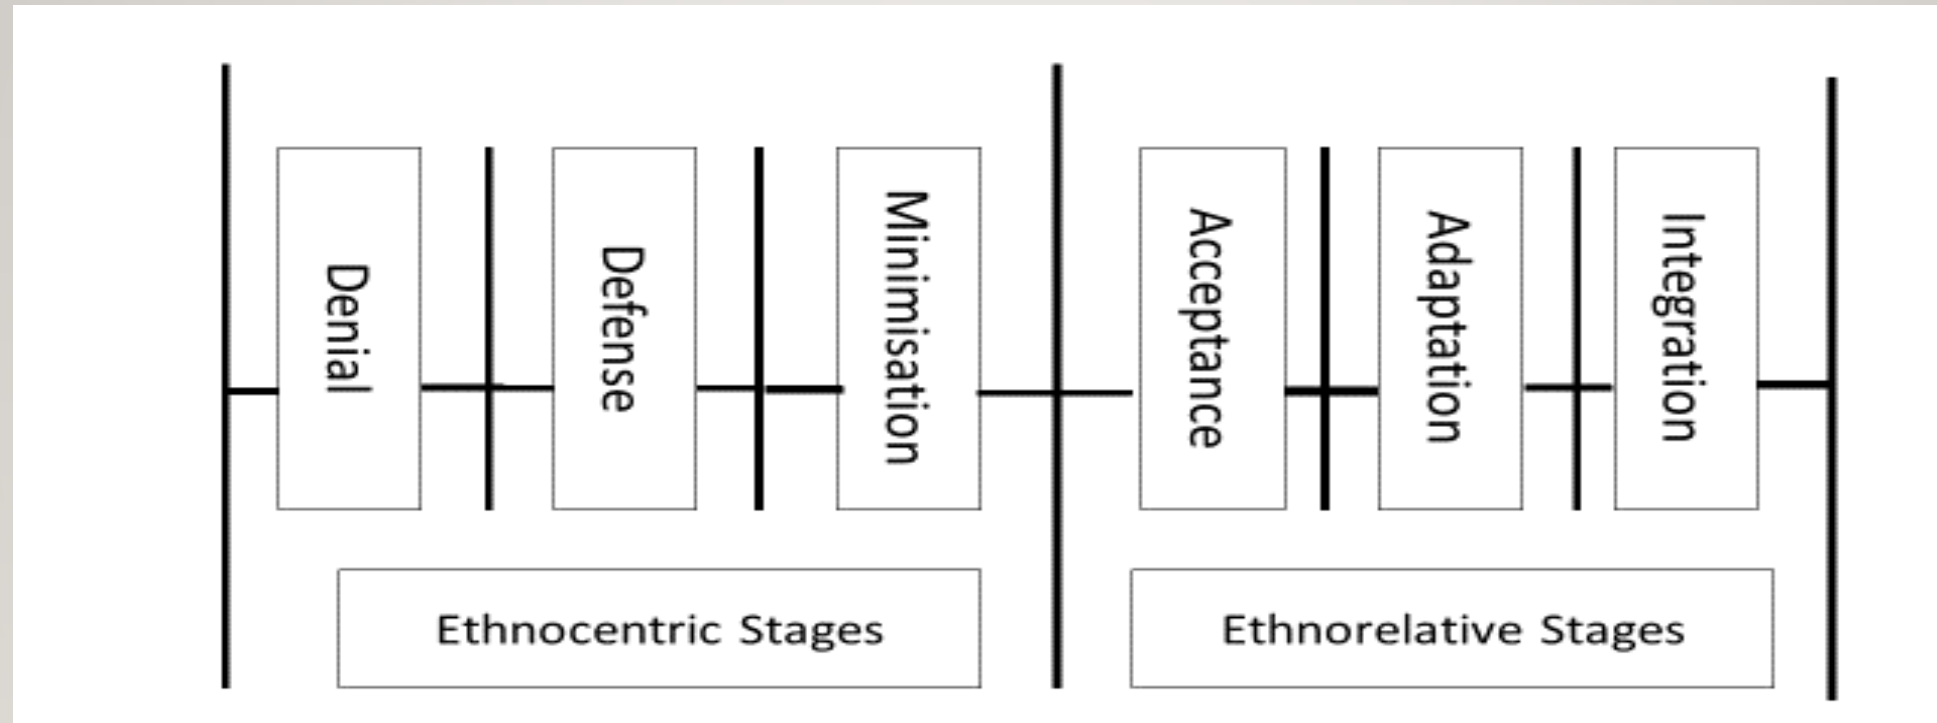 Denial
Defense
Minimisation
Acceptance
Adaptation
Integration
Ethnocentric Stages
Ethnorelative Stages